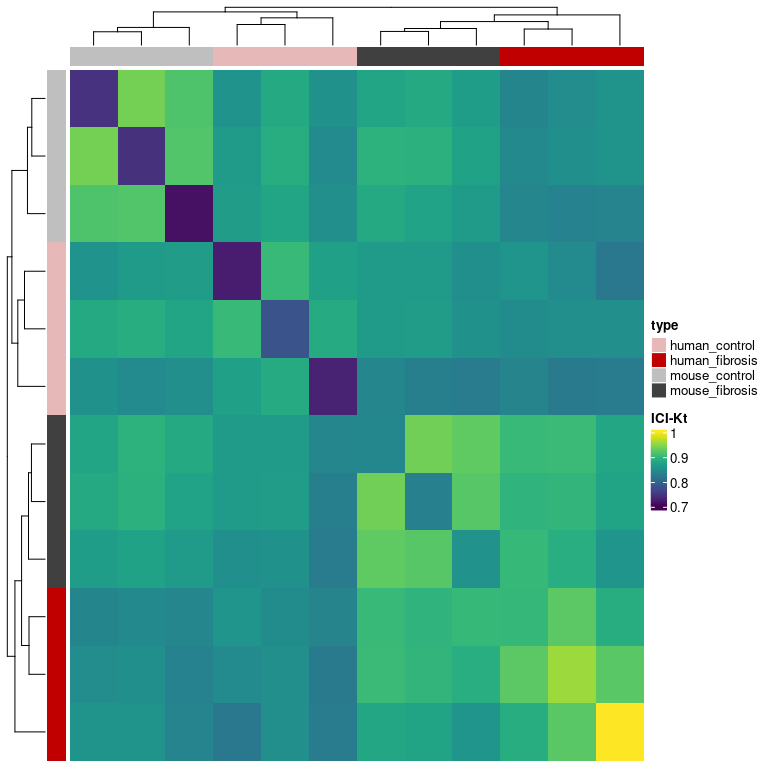 type
human_control
human_fibrosis
mouse_control
mouse_fibrosis
ICI-Kt
1
0.9
0.8
0.7